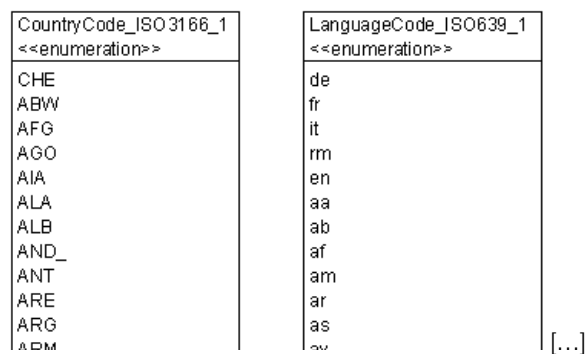 CountryCode_ISO3166_1
<<enumeration>>
CHE
ABW
AFG
AGO
AIA
ALA
ALB
AND_
ANT
ARE
ARG
LanguageCode_ISO639_1
<<enumeration>>
de
fr
it
rm
en
aa
ab
af
am
ar
as
[...]